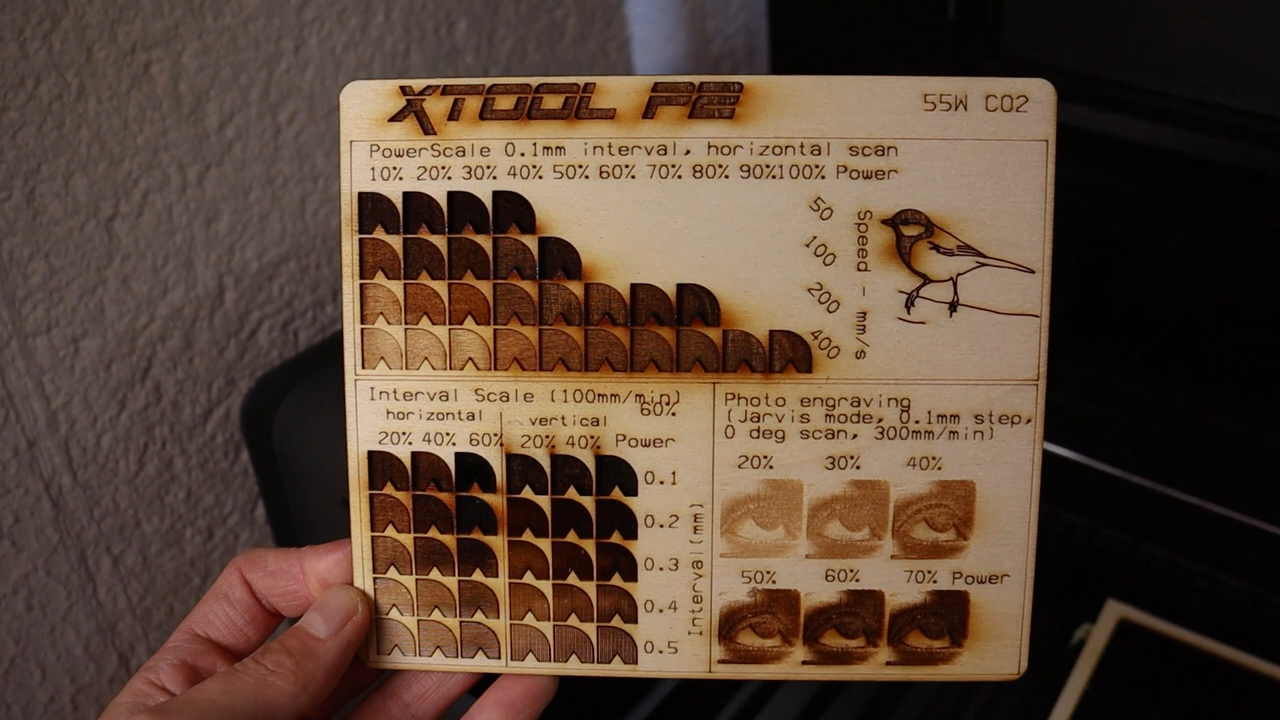 XTOOL P2
55W CO2
PowerScale 0.1mm interval, horizontal scan
10% 20% 30% 40% 50% 60% 70% 80% 90%100% Power
50
100
200
400
Speed - mm/s
Interval Scale (100mm/min)
60%
horizontal vertical
20% 40% 60% 20% 40% Power
0.1
0.2
0.3
0.4
0.5
Interval(mm)
Photo engraving
(Jarvis mode, 0.1mm step,
0 deg scan, 300mm/min)
20% 30% 40%
50% 60% 70% Power